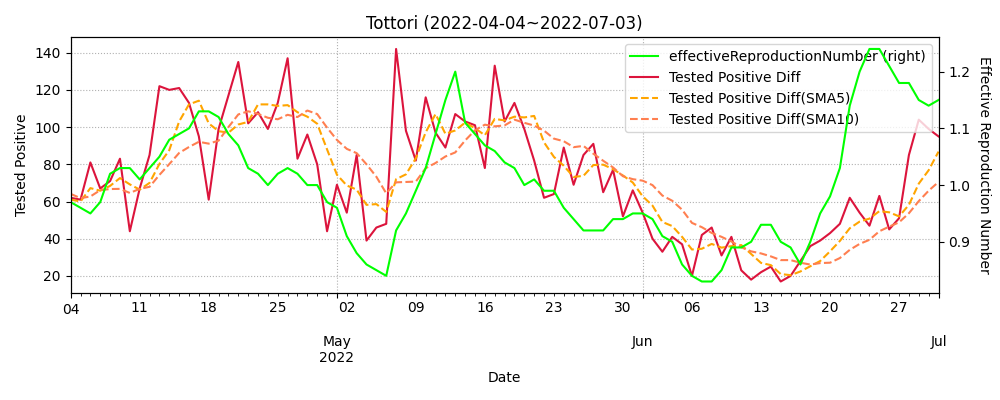 Tottori (2022-04-04~2022-07-03)
effectiveReproductionNumber (right)
Tested Positive Diff
Tested Positive Diff(SMA5)
Tested Positive Diff(SMA10)
Tested Positive
140
120
100
80
60
40
20
1.2
1.1
1.0
0.9
Effective Reproduction Number
04 11 18 25 02 09 16 23 30 06 13 20 27
May Jun Jul
2022
Date